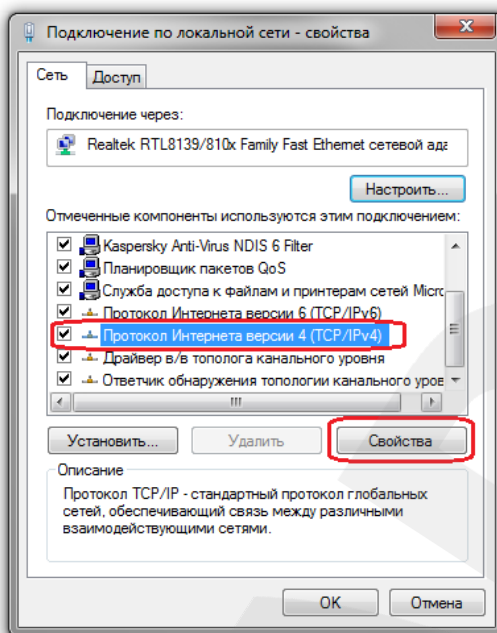 Подключение по локальной сети - свойства
Сеть
Доступ
Подключение через:
Realtek RTL8139/810x Family Fast Ethernet сетевой ада
Настроить...
Отмеченные компоненты используются этим подключением:
Kaspersky Anti-Virus NDIS 6 Filter
Планировщик пакетов QoS
Служба доступа к файлам и принтерам сетей Micro
Протокол Интернета версии 6 (TCP/IPv6)
Протокол Интернета версии 4 (TCP/IPv4)
Драйвер в/в тополога канального уровня
Ответчик обнаружения топологии канального уров
Установить...
Удалить
Свойства
Описание
Протокол TCP/IP - стандартный протокол глобальных
сетей, обеспечивающий связь между различными
взаимодействующими сетями.
OK
Отмена